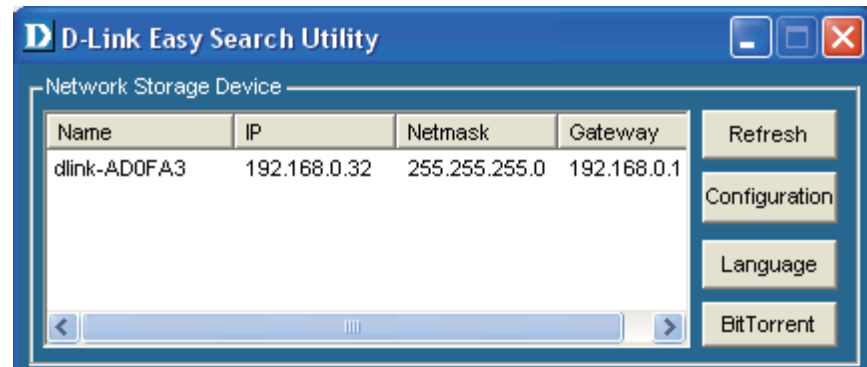 D D-Link Easy Search Utility
Network Storage Device
Name IP Netmask Gateway
dlink-AD0FA3 192.168.0.32 255.255.255.0 192.168.0.1
Refresh
Configuration
Language
BitTorrent